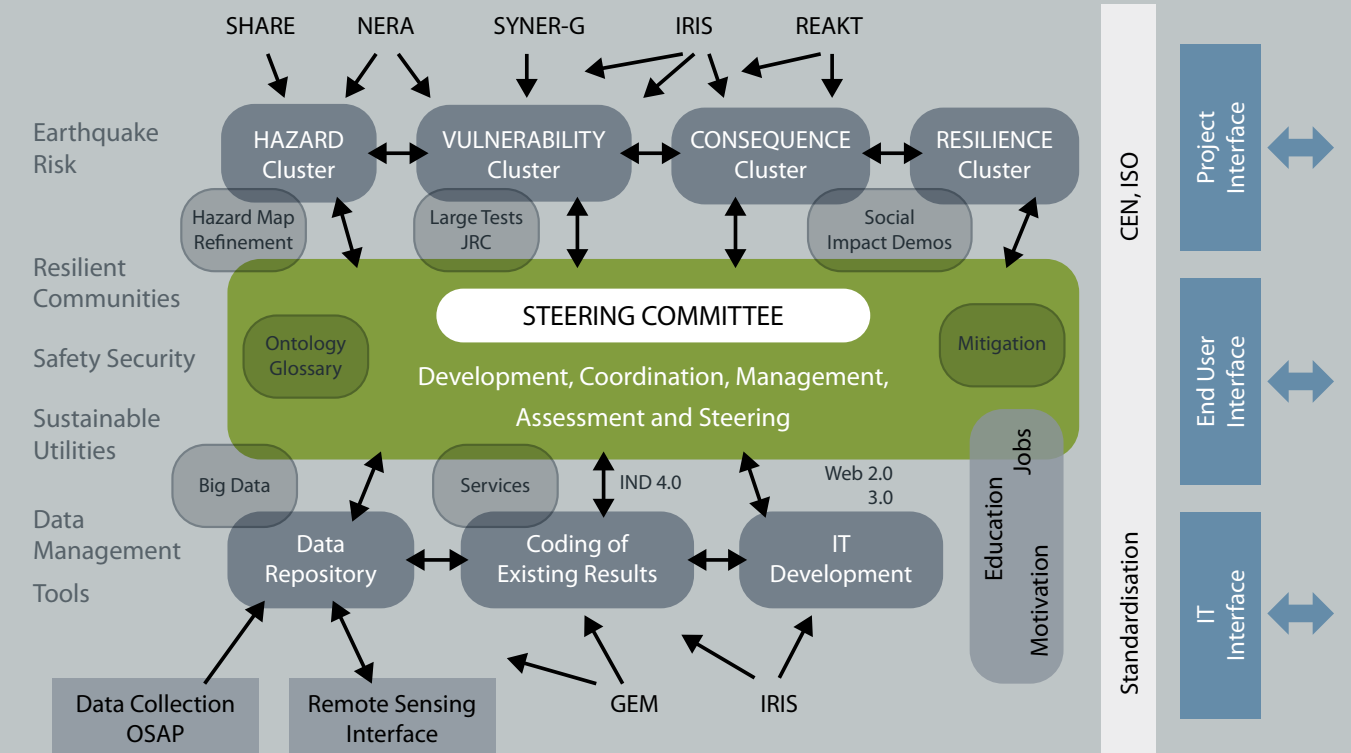 SHARE
NERA
SYNER-G
IRIS
REAKT
Earthquake
Risk
HAZARD
Cluster
VULNERABILITY
Cluster
CONSEQUENCE
Cluster
RESILIENCE
Cluster
Hazard Map
Refinement
Large Tests
JRC
Social
Impact Demos
Resilient
Communities
STEERING COMMITTEE
Ontology
Glossary
Mitigation
Safety Security
Development, Coordination, Management,
Assessment and Steering
Sustainable
Utilities
Big Data
Services
IND 4.0
Web 2.0
3.0
Jobs
Education
Motivation
Data
Management
Tools
Data
Repository
Coding of
Existing Results
IT
Development
Data Collection
OSAP
Remote Sensing
Interface
GEM
IRIS
CEN, ISO
Standardisation
Project
Interface
End User
Interface
IT
Interface